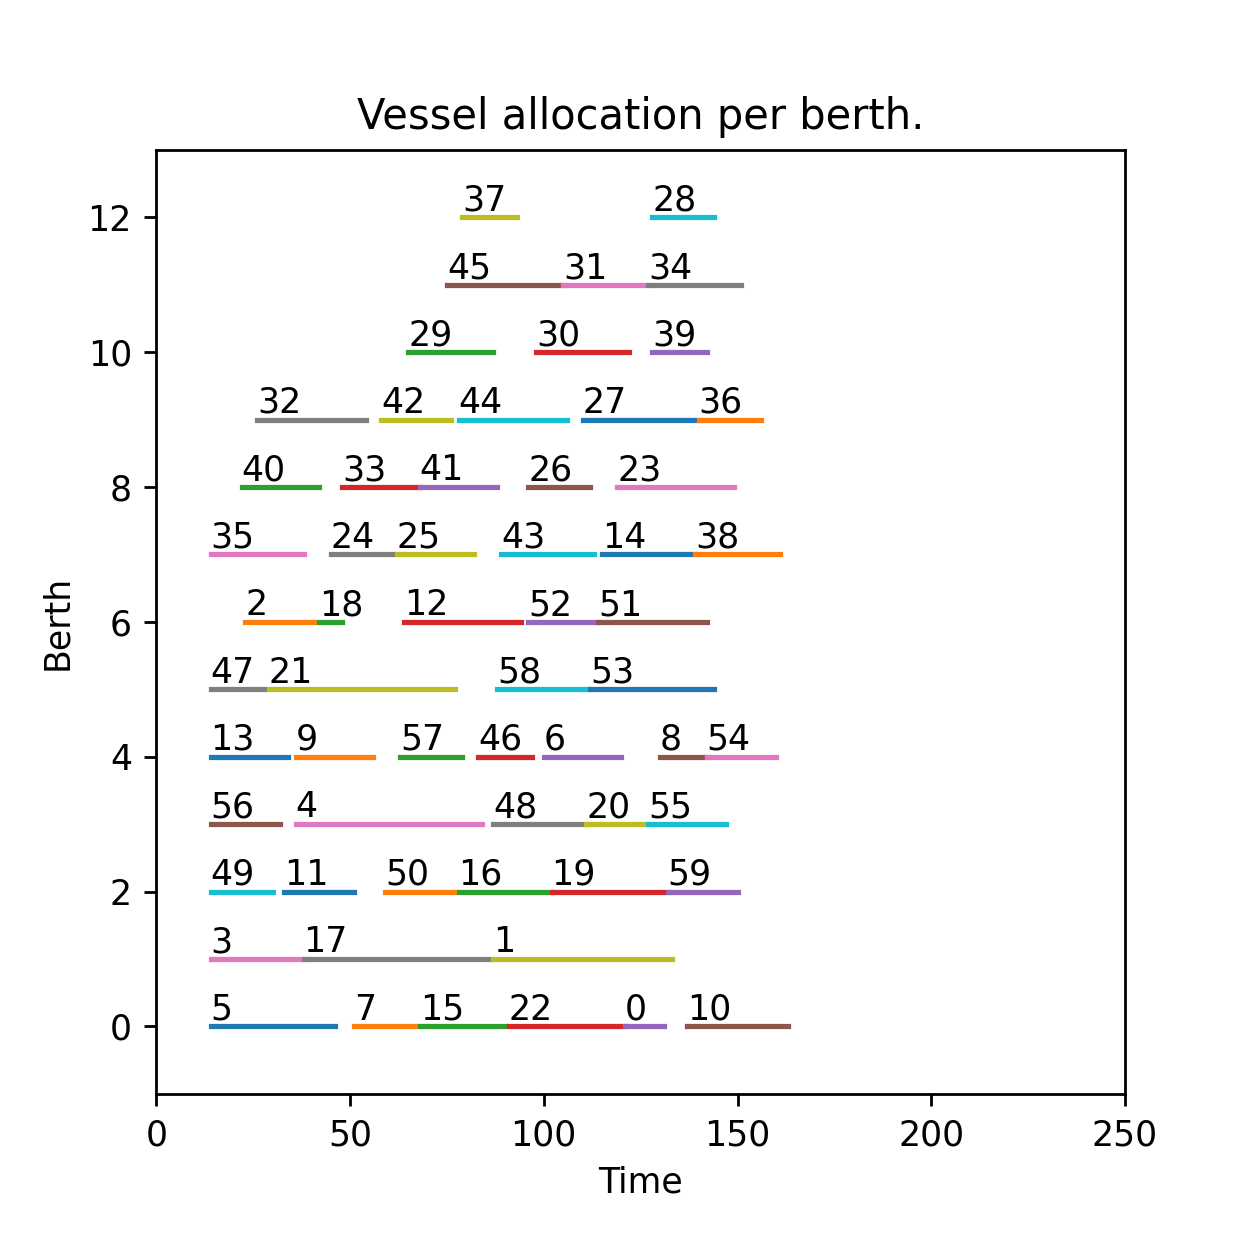 Vessel allocation per berth.
12 37 28
45 31 34
10 29 30 39
32 42 44 27 36
8 40 33 41 26 23
35 24 25 43 14 38
6 2 18 12 52 51
Berth
47 21 58 53
4 13 9 57 46 6 8 54
56 4 48 20 55
2 49 11 50 16 19 59
3 17 1
0 5 7 15 22 0 10
0 50 100 150 200 250
Time